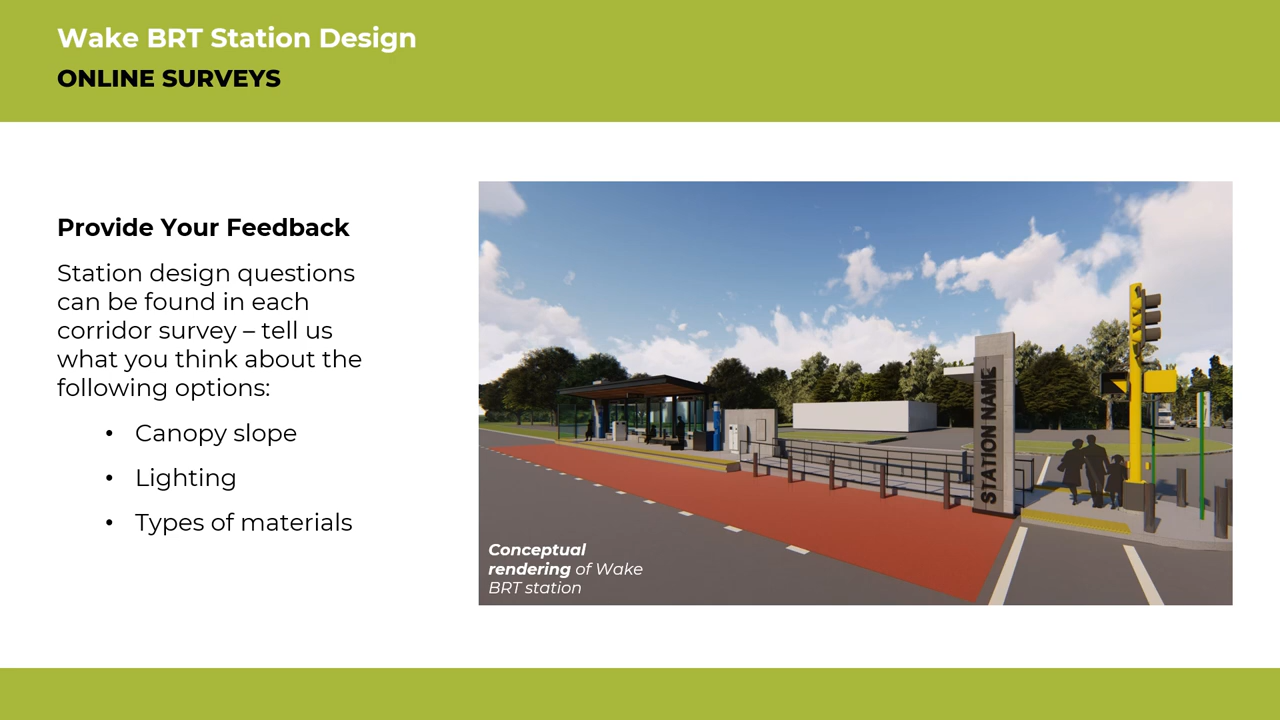 Wake BRT Station Design
ONLINE SURVEYS
Provide Your Feedback
Station design questions
can be found in each
corridor survey – tell us
what you think about the
following options:
• Canopy slope
• Lighting
• Types of materials
STATION NAME
Conceptual
rendering of Wake
BRT station